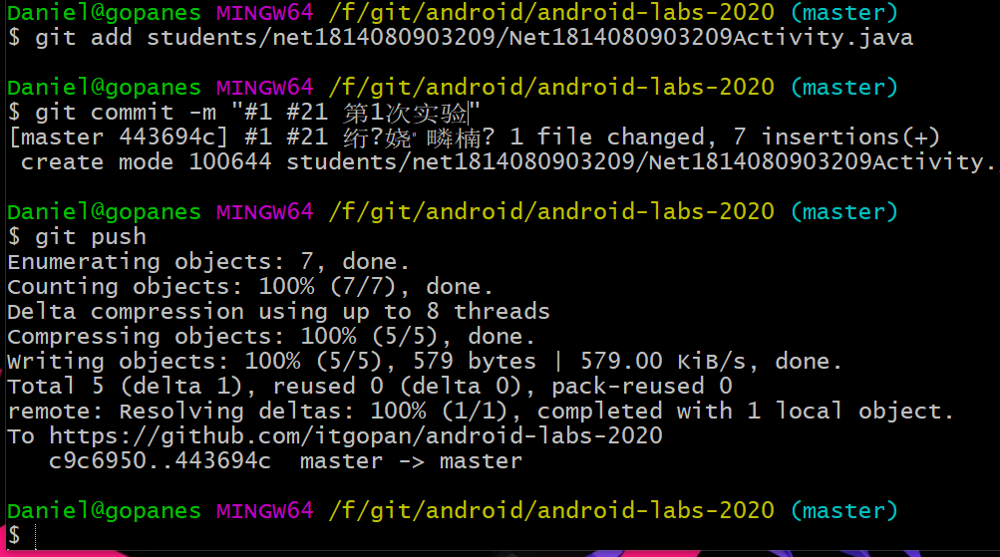 Daniel@gopanes MINGW64 /f/git/android/android-labs-2020 (master)
$ git add students/net1814080903209/Net1814080903209Activity.java
Daniel@gopanes MINGW64 /f/git/android/android-labs-2020 (master)
$ git commit -m "#1 #21 第1次实验"
[master 443694c] #1 #21 绗?娆″疄楠? 1 file changed, 7 insertions(+)
create mode 100644 students/net1814080903209/Net1814080903209Activity.
Daniel@gopanes MINGW64 /f/git/android/android-labs-2020 (master)
$ git push
Enumerating objects: 7, done.
Counting objects: 100% (7/7), done.
Delta compression using up to 8 threads
Compressing objects: 100% (5/5), done.
Writing objects: 100% (5/5), 579 bytes | 579.00 KiB/s, done.
Total 5 (delta 1), reused 0 (delta 0), pack-reused 0
remote: Resolving deltas: 100% (1/1), completed with 1 local object.
To https://github.com/itgopan/android-labs-2020
c9c6950..443694c master -> master
Daniel@gopanes MINGW64 /f/git/android/android-labs-2020 (master)
$